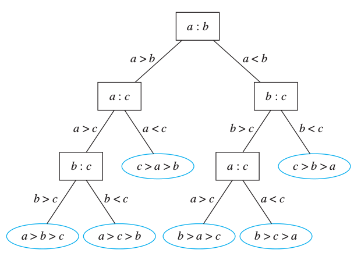 a : b
a > b
a < b
a : c
b : c
a > c
a < c
b > c
b < c
b : c
c > a > b
a : c
c > b > a
b > c
b < c
a > c
a < c
a > b > c
a > c > b
b > a > c
b > c > a